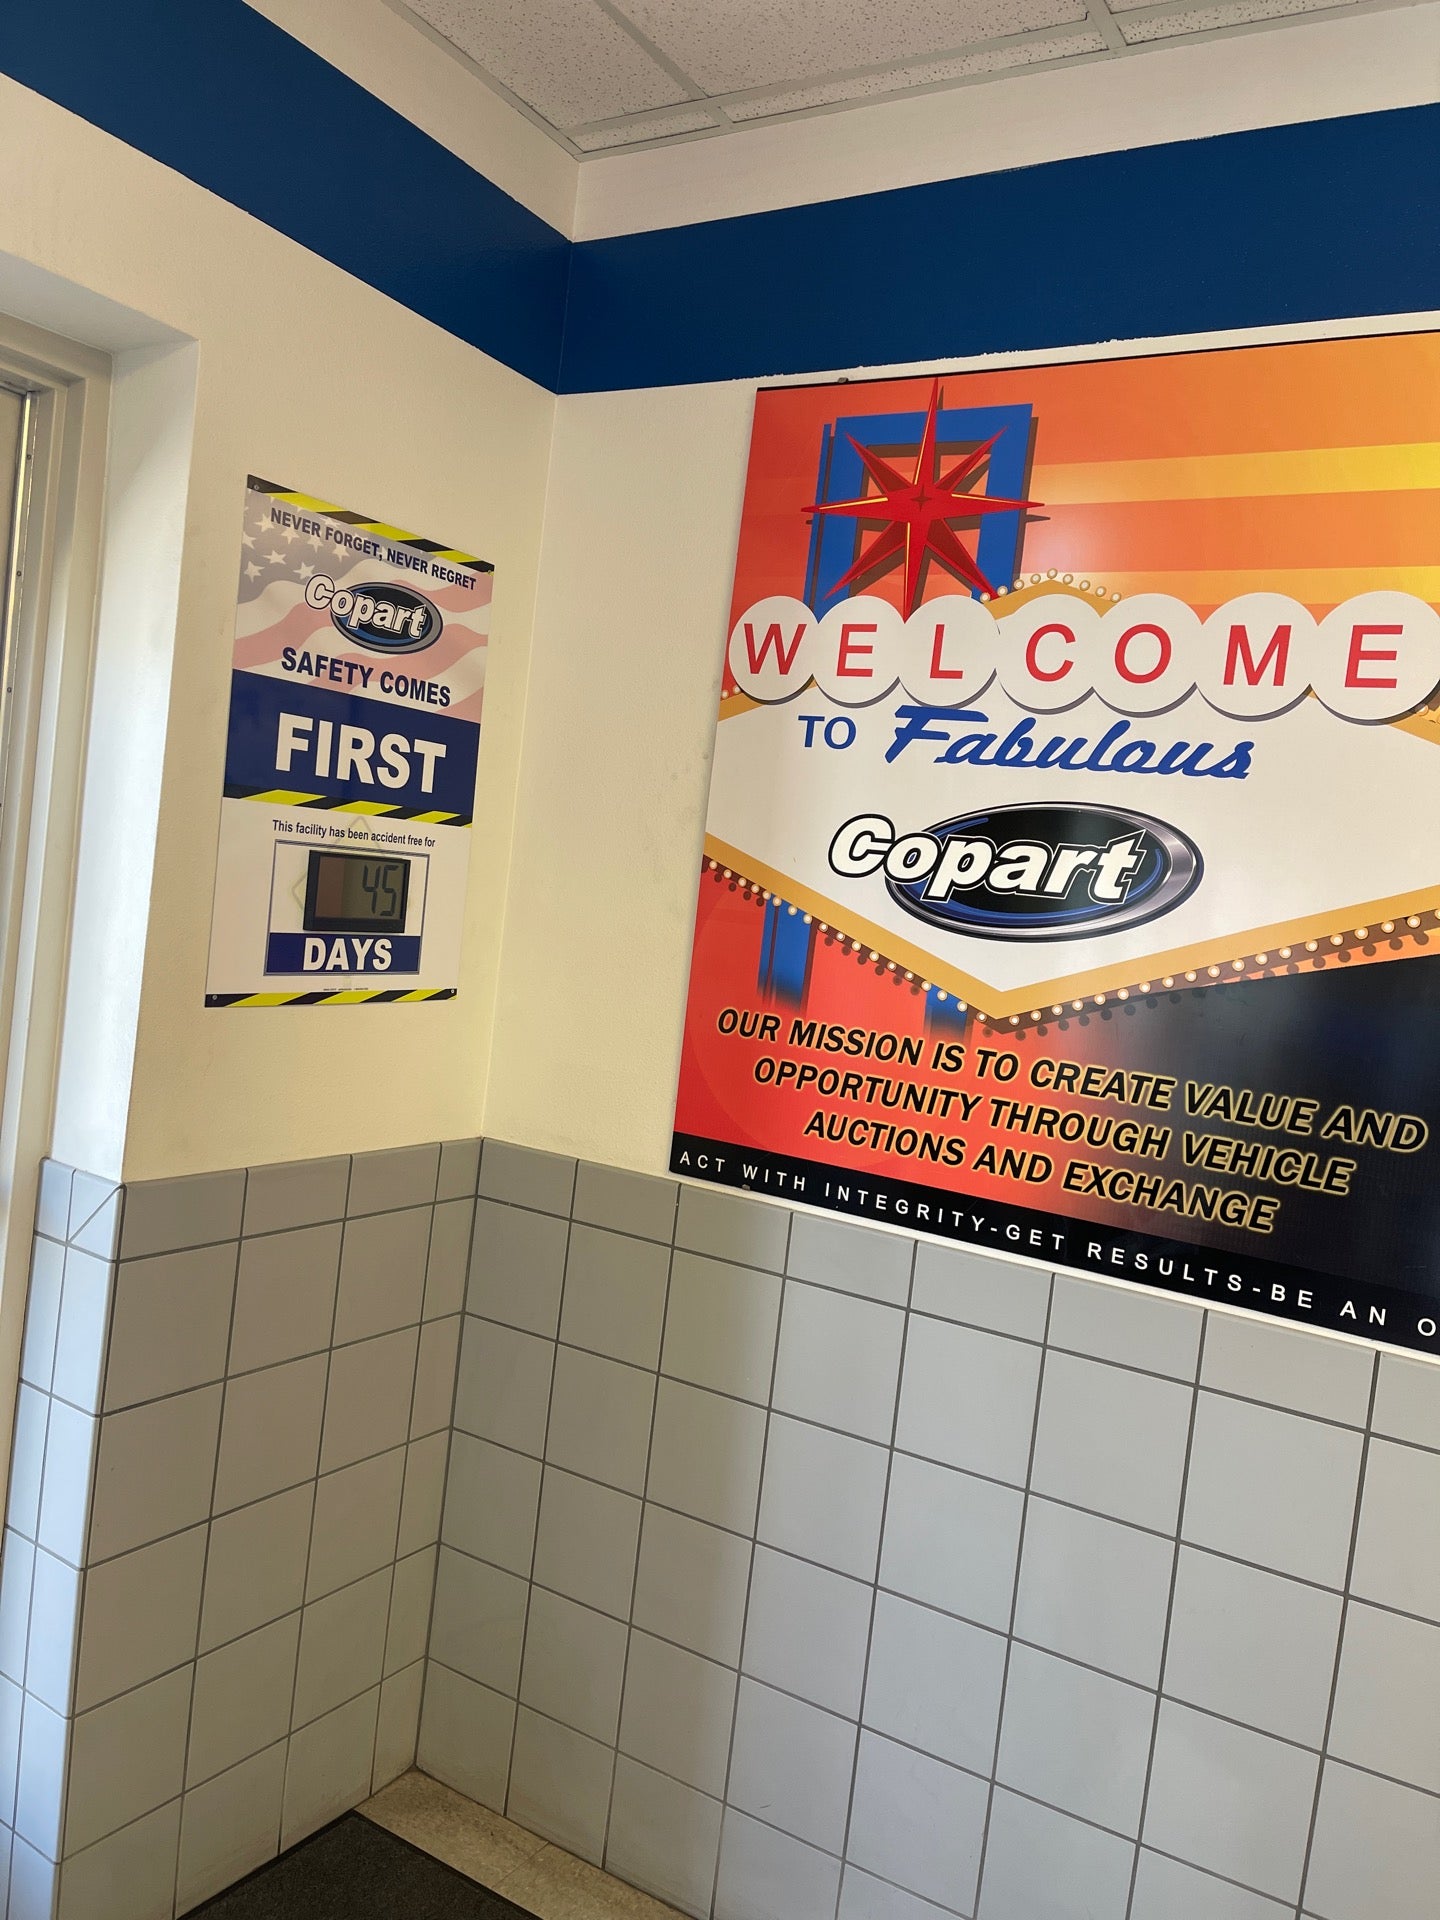 NEVER FORGET, NEVER REGRET
Copart
SAFETY COMES
FIRST
This facility has been accident free for
45
DAYS
WELCOME
TO Fabulous
Copart
OUR MISSION IS TO CREATE VALUE AND
OPPORTUNITY THROUGH VEHICLE
AUCTIONS AND EXCHANGE
ACT WITH INTEGRITY-GET RESULTS-BE AN O